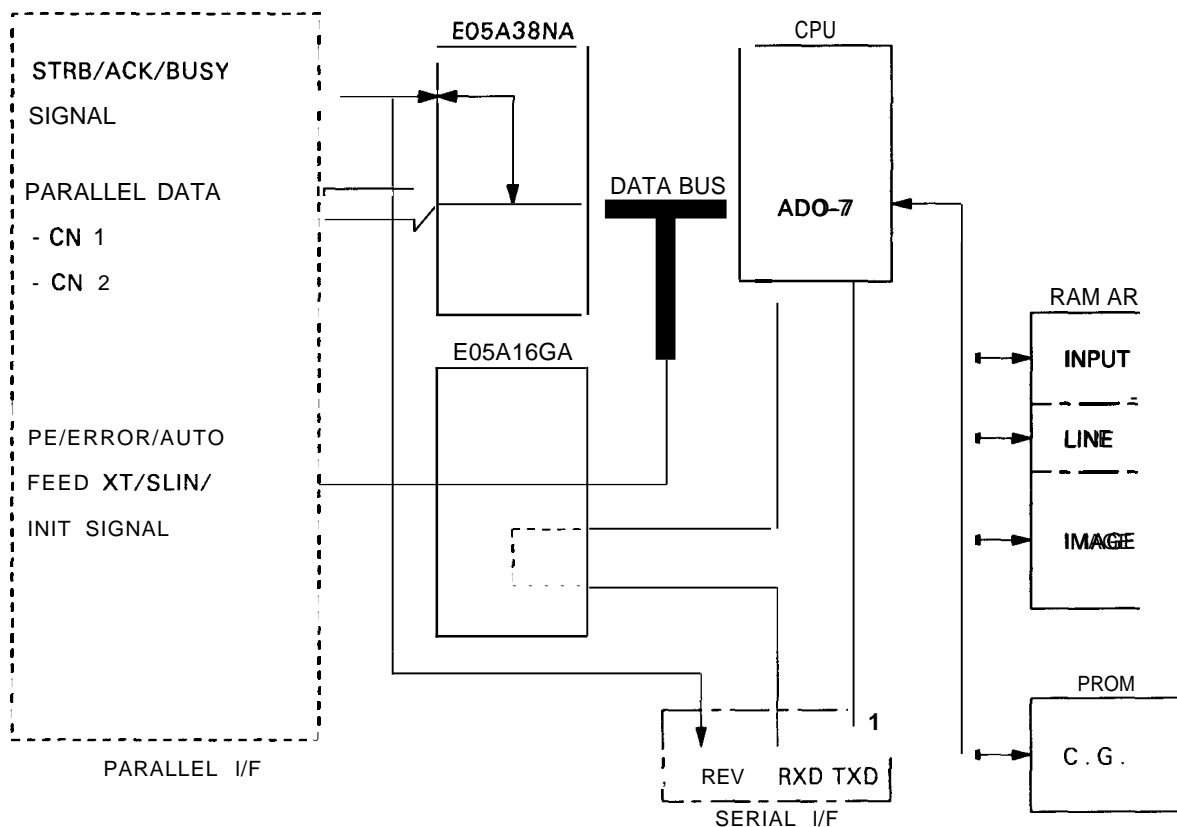 E05A38NA
CPU
STRB/ACK/BUSY
SIGNAL
PARALLEL DATA
- CN 1
- CN 2
DATA BUS
ADO-7
RAM AR
INPUT
LINE
IMAGE
E05A16GA
PE/ERROR/AUTO
FEED XT/SLIN/
INIT SIGNAL
PROM
C.G.
1
REV RXD TXD
PARALLEL I/F
SERIAL I/F